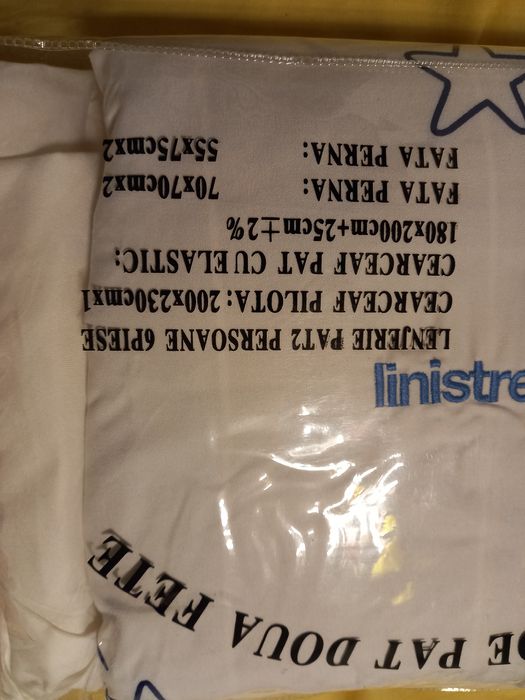 DE PAT DOUA FETE
linistre
LENJERIE PAT2 PERSOANE 6PIESE
CEARCEAF PILOTA: 200x230cmx1
CEARCEAF PAT CU ELASTIC:
180x200cm+25cm±2%
FATA PERNA: 70x70cmx2
FATA PERNA: 55x75cmx2